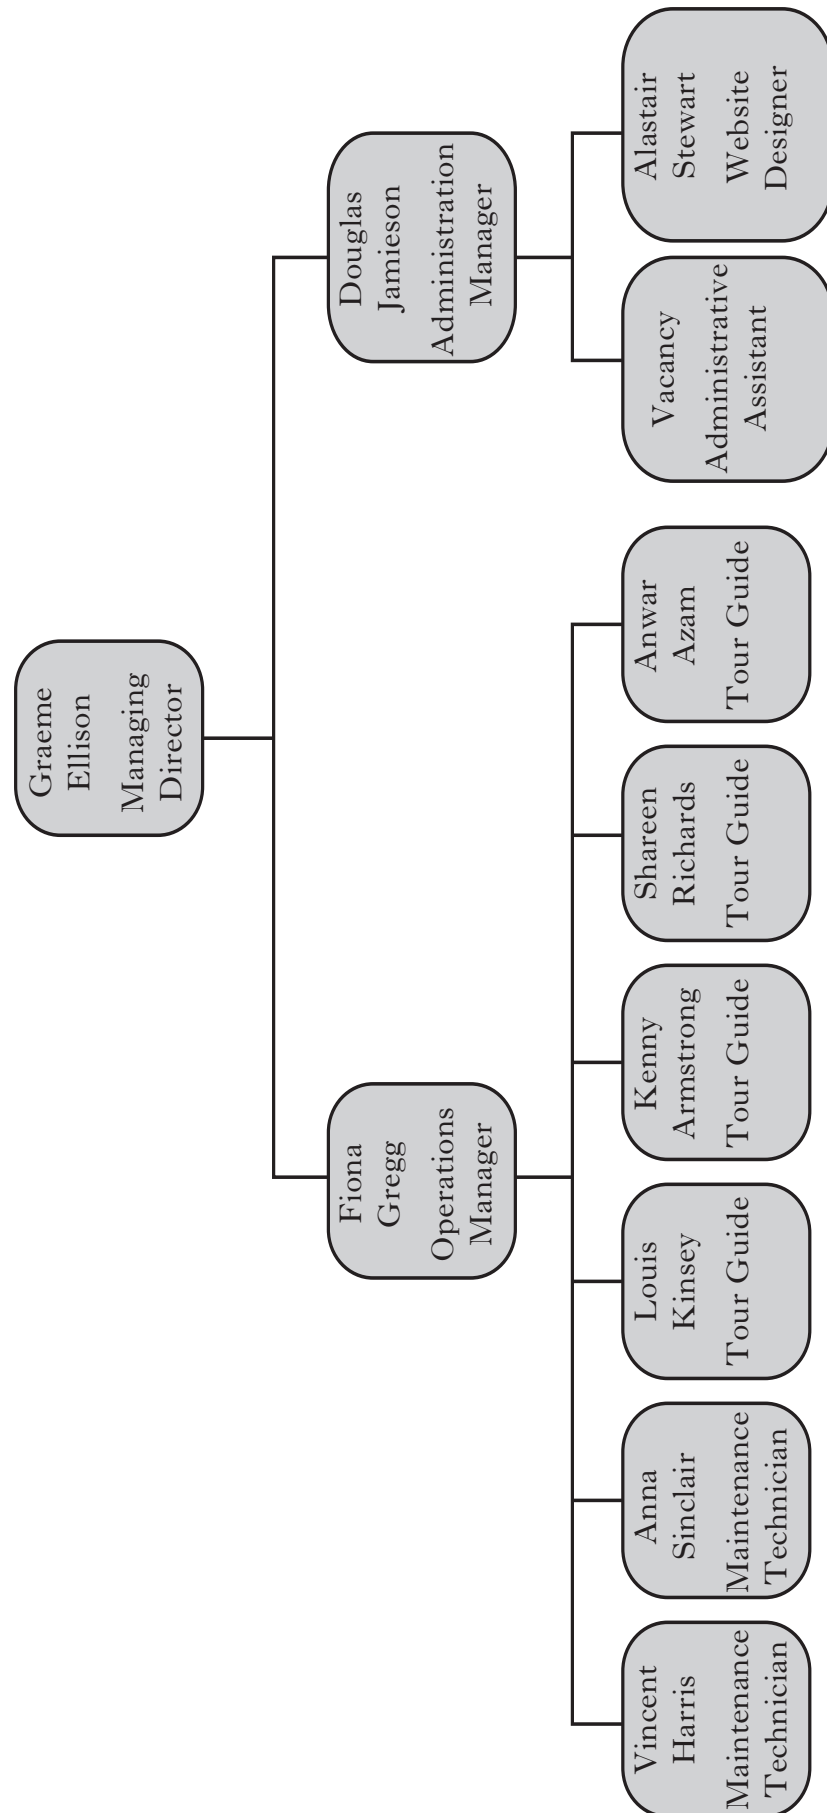 Graeme
Ellison
Managing
Director
Fiona
Gregg
Operations
Manager
Douglas
Jamieson
Administration
Manager
Vincent
Harris
Maintenance
Technician
Anna
Sinclair
Maintenance
Technician
Louis
Kinsey
Tour Guide
Kenny
Armstrong
Tour Guide
Shareen
Richards
Tour Guide
Anwar
Azam
Tour Guide
Vacancy
Administrative
Assistant
Alastair
Stewart
Website
Designer